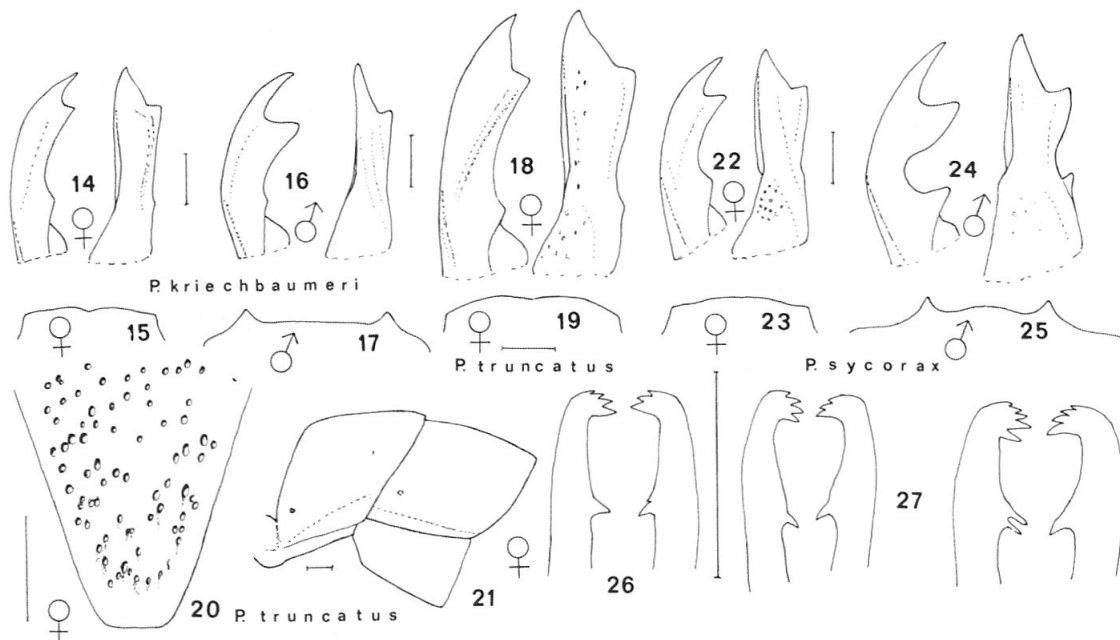 14 ♀ 16 ♂ 18 ♀ 22 ♀ 24 ♂
P. kriechbaumeri
♀ 15 ♂ 17 ♀ 19 ♀ 23 ♂ 25
P. truncatus P. sycorax
♀ 20 P. truncatus 21 ♀ 26 27